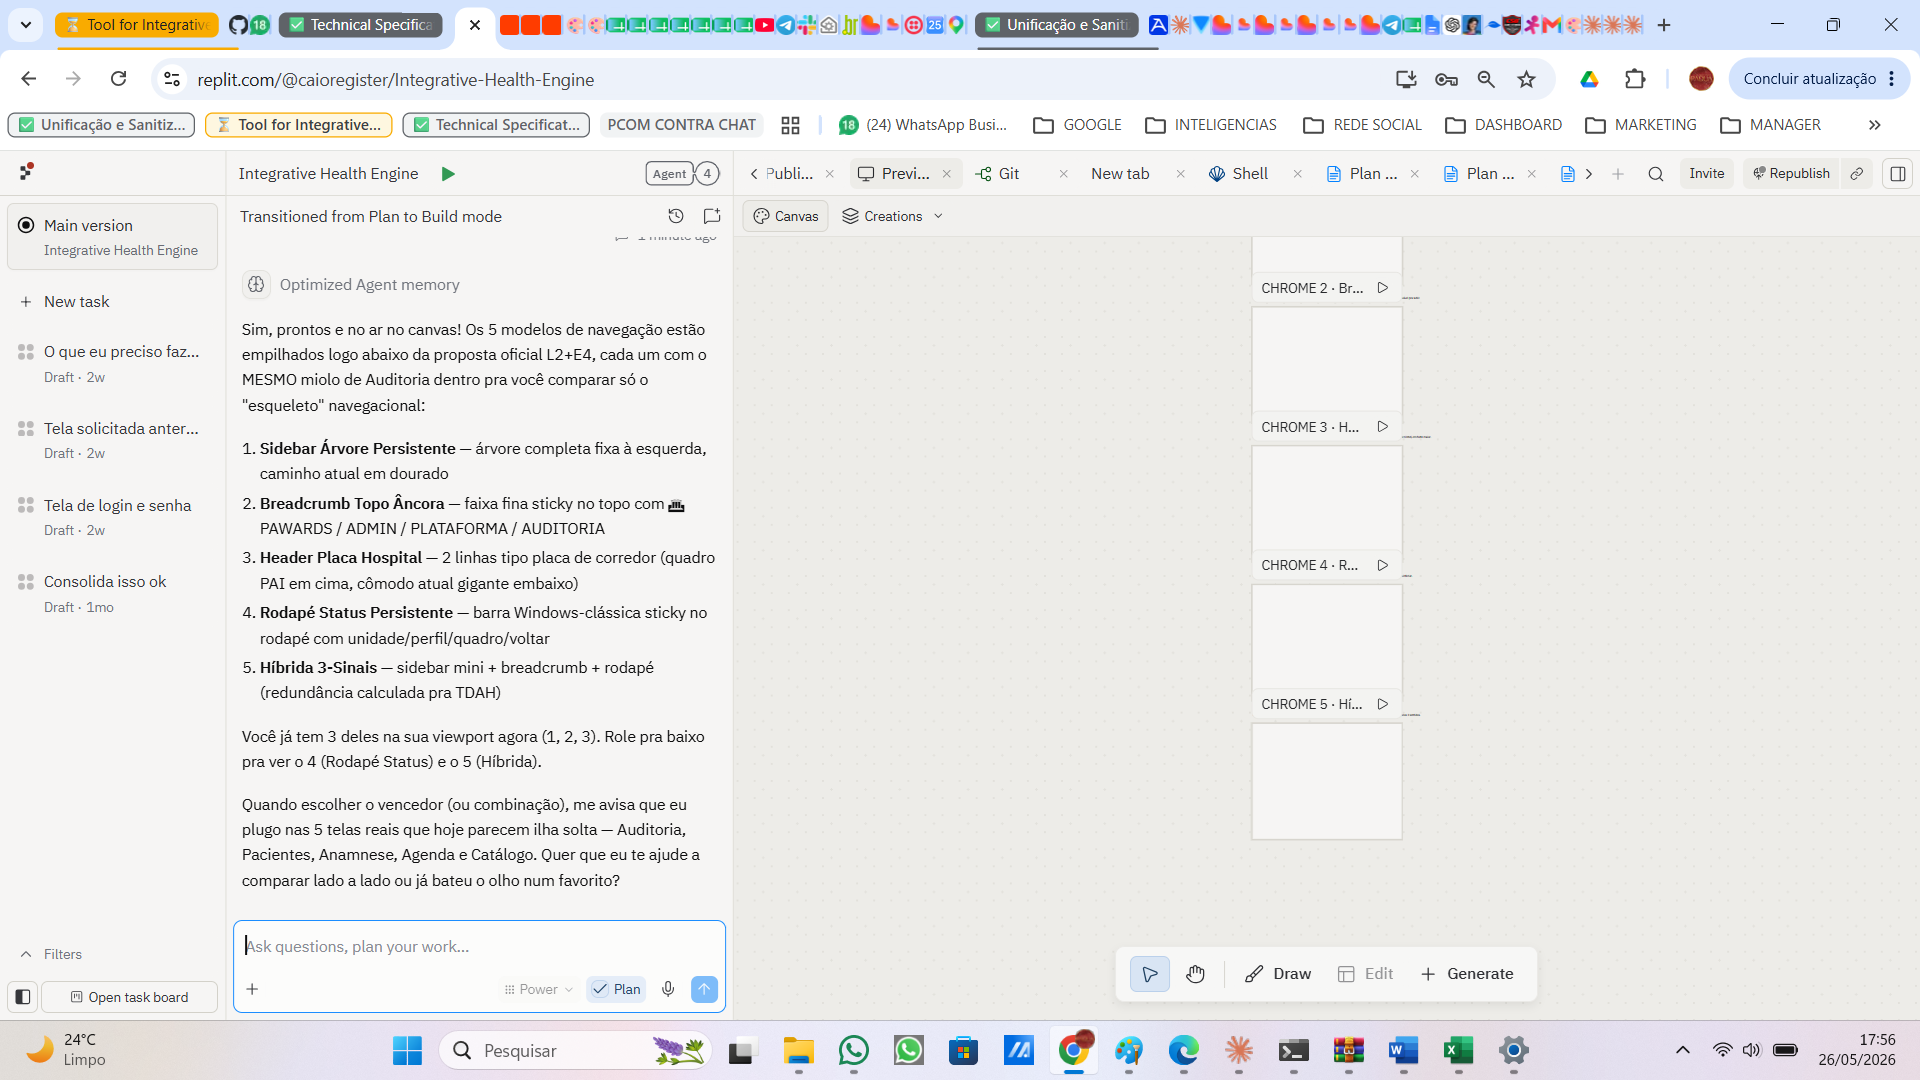 Tool for Integrative
18
✅ Technical Specifica
25
✅ Unificação e Saniti
replit.com/@caioregister/Integrative-Health-Engine
Concluir atualização
✅ Unificação e Sanitiz...
⌛ Tool for Integrative...
✅ Technical Specificat...
PCOM CONTRA CHAT
18 (24) WhatsApp Busi...
GOOGLE
INTELIGENCIAS
REDE SOCIAL
DASHBOARD
MARKETING
MANAGER
Integrative Health Engine
Agent 4
Publi...
Previ...
Git
New tab
Shell
Plan ...
Plan ...
Invite
Republish
Main version
Integrative Health Engine
New task
O que eu preciso faz...
Draft · 2w
Tela solicitada anter...
Draft · 2w
Tela de login e senha
Draft · 2w
Consolida isso ok
Draft · 1mo
Filters
Open task board
Transitioned from Plan to Build mode
1 minute ago
Optimized Agent memory
Sim, prontos e no ar no canvas! Os 5 modelos de navegação estão
empilhados logo abaixo da proposta oficial L2+E4, cada um com o
MESMO miolo de Auditoria dentro pra você comparar só o
"esqueleto" navegacional:
1. Sidebar Árvore Persistente — árvore completa fixa à esquerda,
caminho atual em dourado
2. Breadcrumb Topo Âncora — faixa fina sticky no topo com 🏛
PAWARDS / ADMIN / PLATAFORMA / AUDITORIA
3. Header Placa Hospital — 2 linhas tipo placa de corredor (quadro
PAI em cima, cômodo atual gigante embaixo)
4. Rodapé Status Persistente — barra Windows-clássica sticky no
rodapé com unidade/perfil/quadro/voltar
5. Híbrida 3-Sinais — sidebar mini + breadcrumb + rodapé
(redundância calculada pra TDAH)
Você já tem 3 deles na sua viewport agora (1, 2, 3). Role pra baixo
pra ver o 4 (Rodapé Status) e o 5 (Híbrida).
Quando escolher o vencedor (ou combinação), me avisa que eu
plugo nas 5 telas reais que hoje parecem ilha solta — Auditoria,
Pacientes, Anamnese, Agenda e Catálogo. Quer que eu te ajude a
comparar lado a lado ou já bateu o olho num favorito?
Ask questions, plan your work...
Power
Plan
Canvas
Creations
CHROME 2 · Br...
CHROME 3 · H...
CHROME 4 · R...
CHROME 5 · Hí...
Draw
Edit
Generate
24°C
Limpo
Pesquisar
17:56
26/05/2026